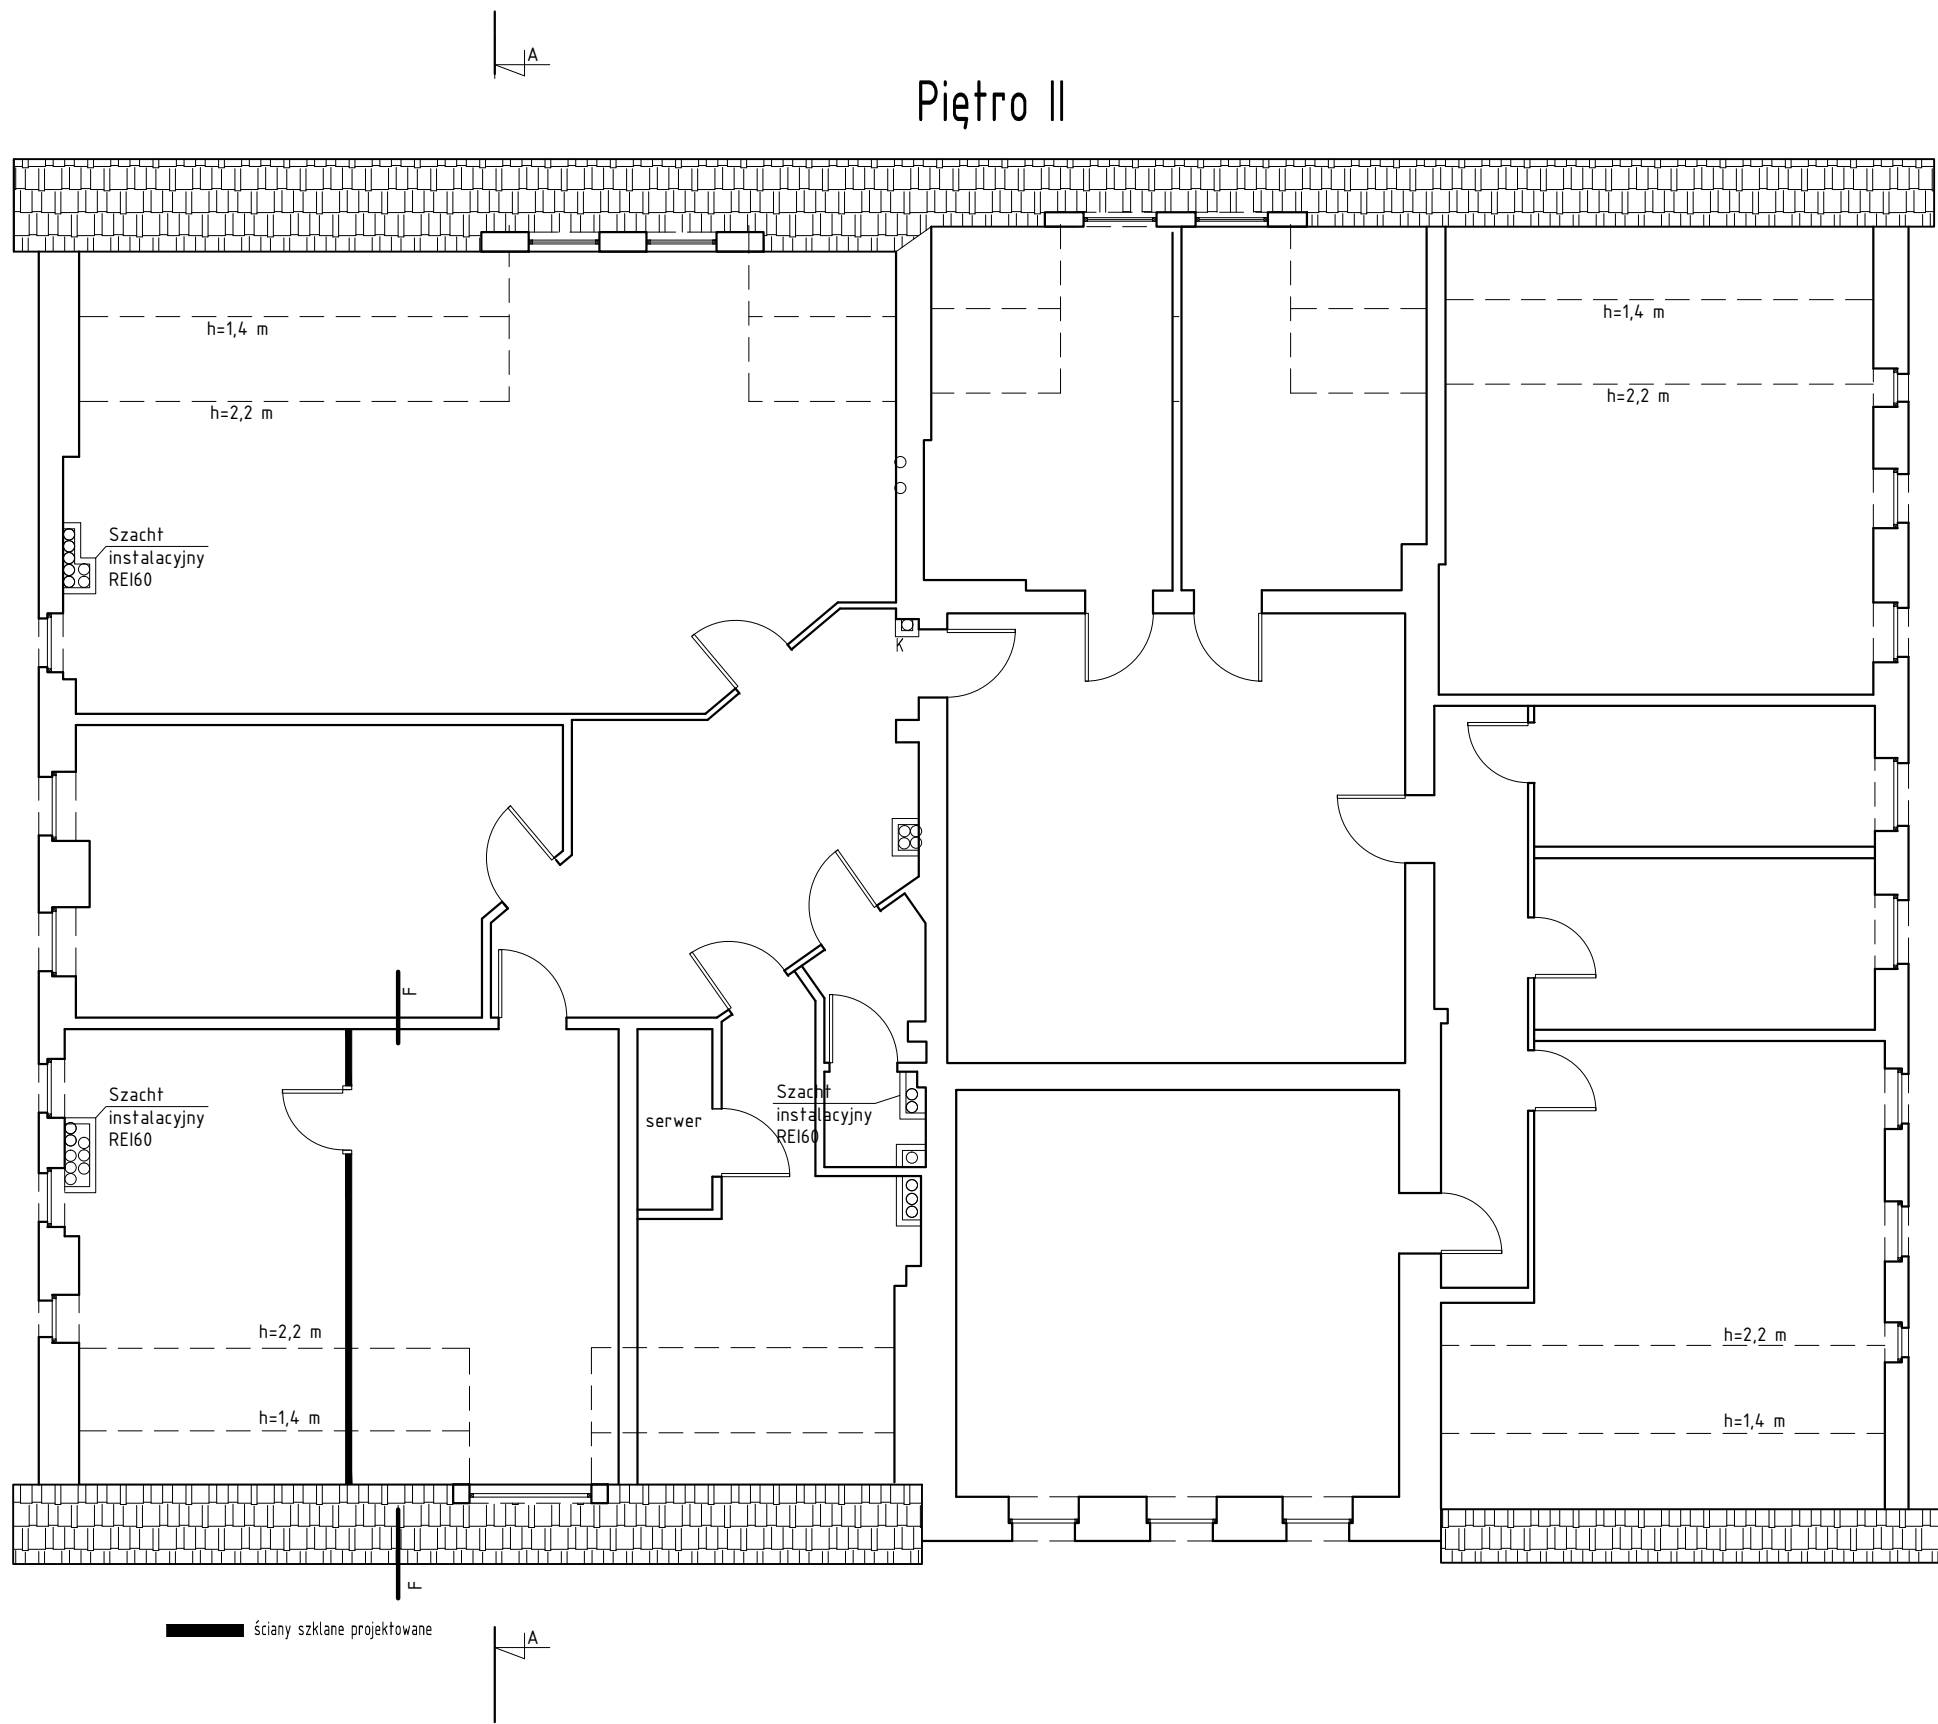 A
Piętro II
h=1,4 m
h=1,4 m
h=2,2 m
h=2,2 m
Szacht
instalacyjny
REI60
K
F
Szacht
instalacyjny
REI60
serwer
Szacht
instalacyjny
REI60
h=2,2 m
h=2,2 m
h=1,4 m
h=1,4 m
F
ściany szklane projektowane
A